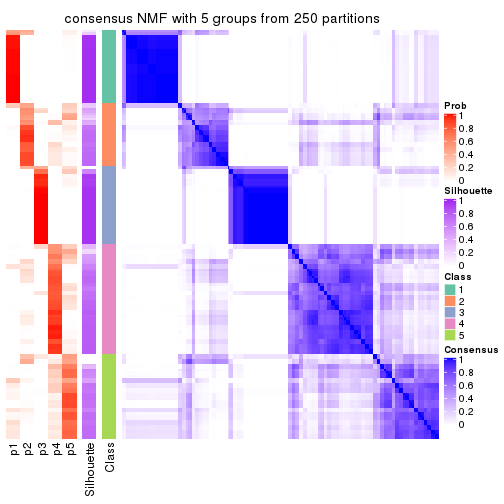 consensus NMF with 5 groups from 250 partitions
Prob
1
0.8
0.6
0.4
0.2
0
Silhouette
1
0.8
0.6
0.4
0.2
0
Class
1
2
3
4
5
Consensus
1
0.8
0.6
0.4
0.2
0
p1
p2
p3
p4
p5
Silhouette
Class